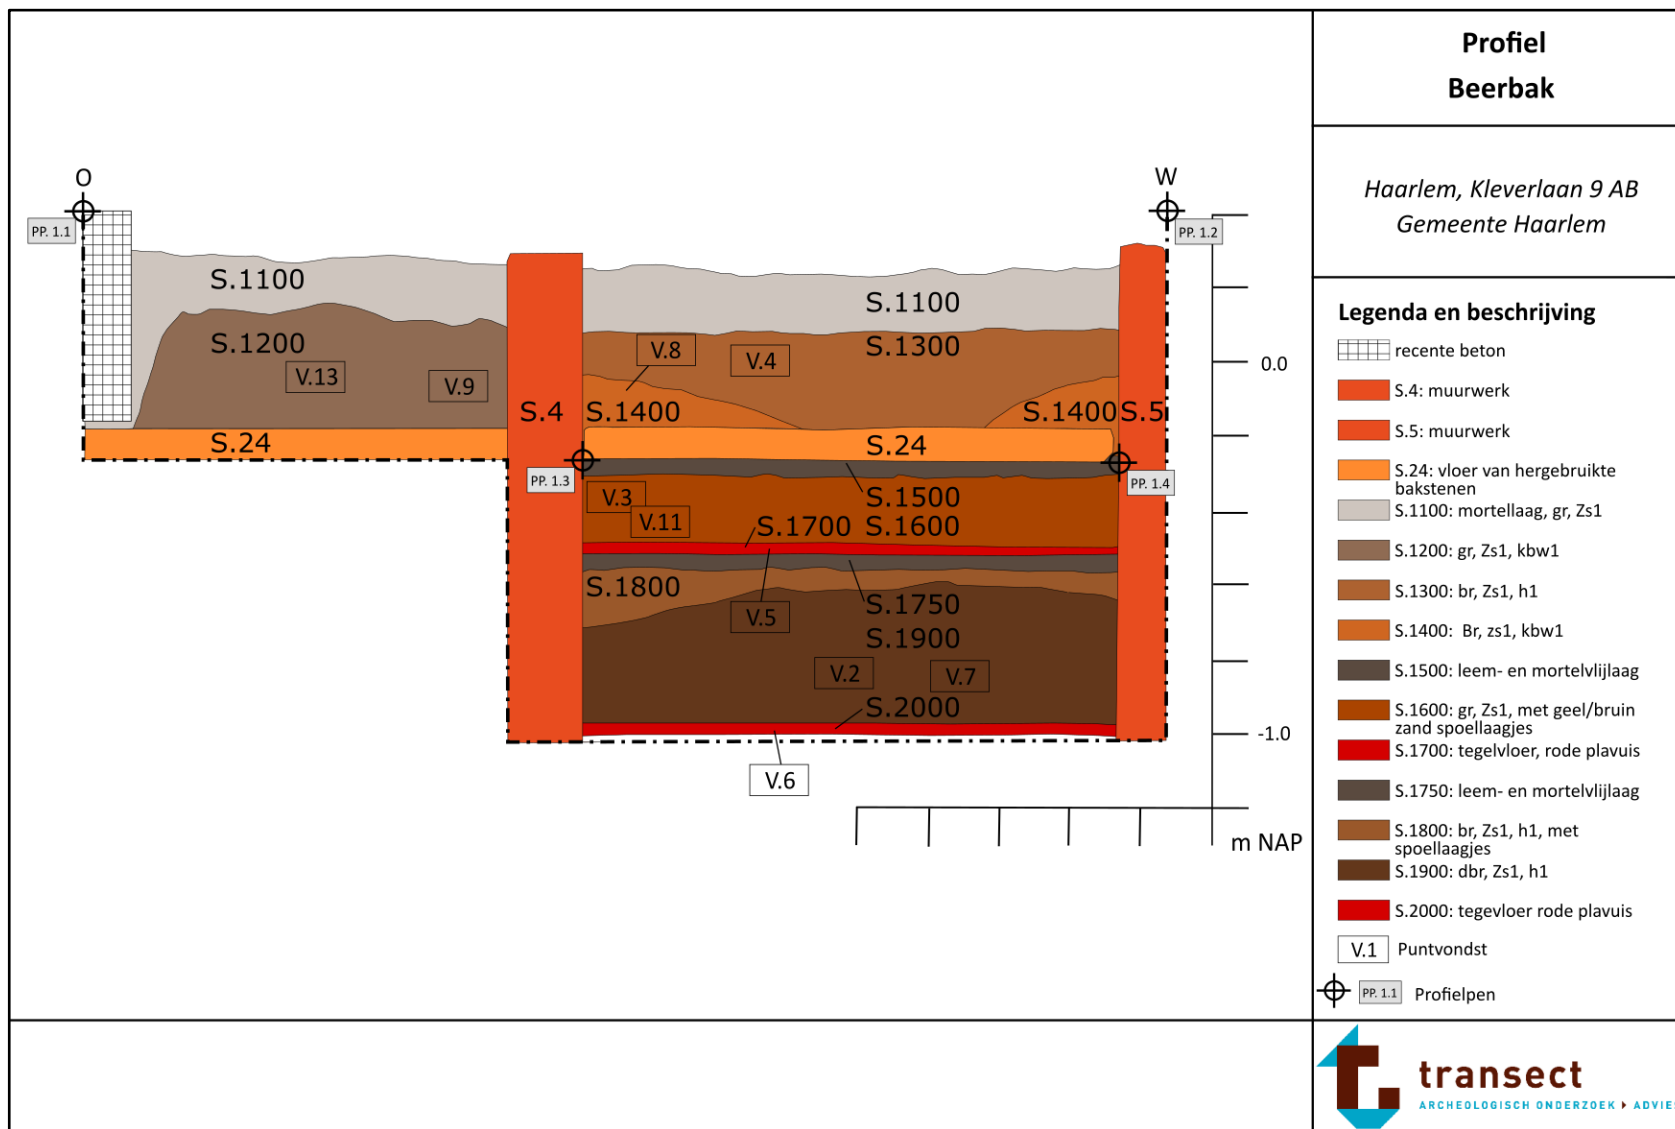 Profiel
Beerbak
Haarlem, Kleverlaan 9 AB
Gemeente Haarlem
O
W
PP. 1.1
PP. 1.2
S.1100
S.1100
S.1200
S.1300
V.8
V.4
V.13
V.9
0.0
S.4
S.1400
S.1400
S.5
S.24
S.24
PP. 1.3
PP. 1.4
V.3
S.1500
V.11
S.1700
S.1600
S.1800
V.5
S.1750
S.1900
V.2
V.7
S.2000
-1.0
V.6
m NAP
Legenda en beschrijving
recente beton
S.4: muurwerk
S.5: muurwerk
S.24: vloer van hergebruikte
bakstenen
S.1100: mortellaag, gr, Zs1
S.1200: gr, Zs1, kbw1
S.1300: br, Zs1, h1
S.1400: Br, zs1, kbw1
S.1500: leem- en mortelvlijlaag
S.1600: gr, Zs1, met geel/bruin
zand spoellaagjes
S.1700: tegelvloer, rode plavuis
S.1750: leem- en mortelvlijlaag
S.1800: br, Zs1, h1, met
spoellaagjes
S.1900: dbr, Zs1, h1
S.2000: tegevloer rode plavuis
V.1 Puntvondst
PP. 1.1 Profielpen
transect
ARCHEOLOGISCH ONDERZOEK ▸ ADVIES